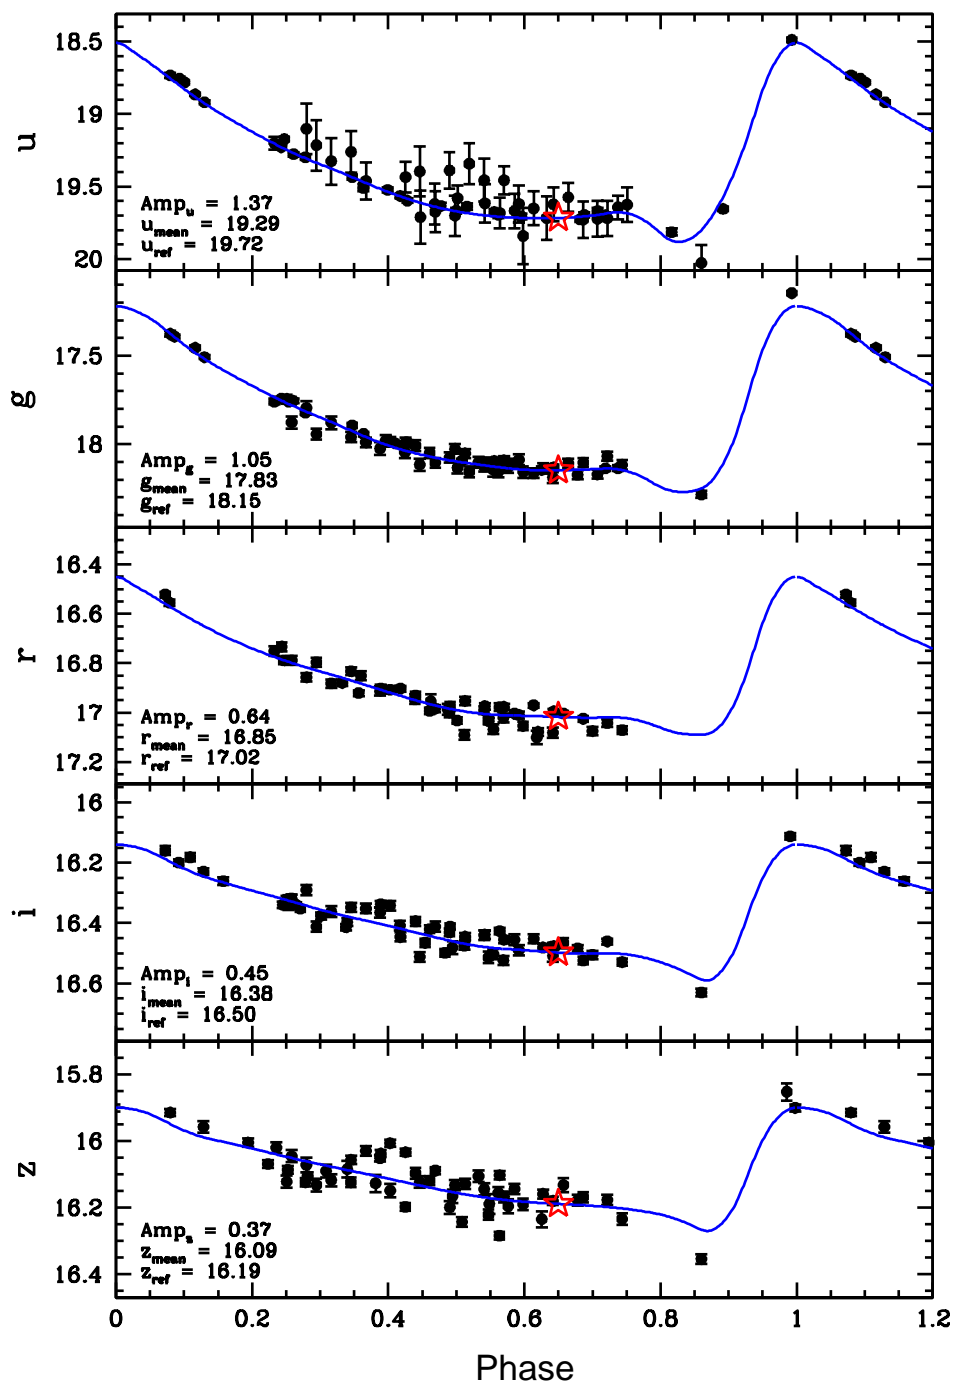 18.5
19
19.5
20
u
Amp_u = 1.37
u_mean = 19.29
u_ref = 19.72
17.5
18
g
Amp_g = 1.05
g_mean = 17.83
g_ref = 18.15
16.4
16.6
16.8
17
17.2
r
Amp_r = 0.64
r_mean = 16.85
r_ref = 17.02
16
16.2
16.4
16.6
i
Amp_i = 0.45
i_mean = 16.38
i_ref = 16.50
15.8
16
16.2
16.4
z
Amp_z = 0.37
z_mean = 16.09
z_ref = 16.19
0 0.2 0.4 0.6 0.8 1 1.2
Phase